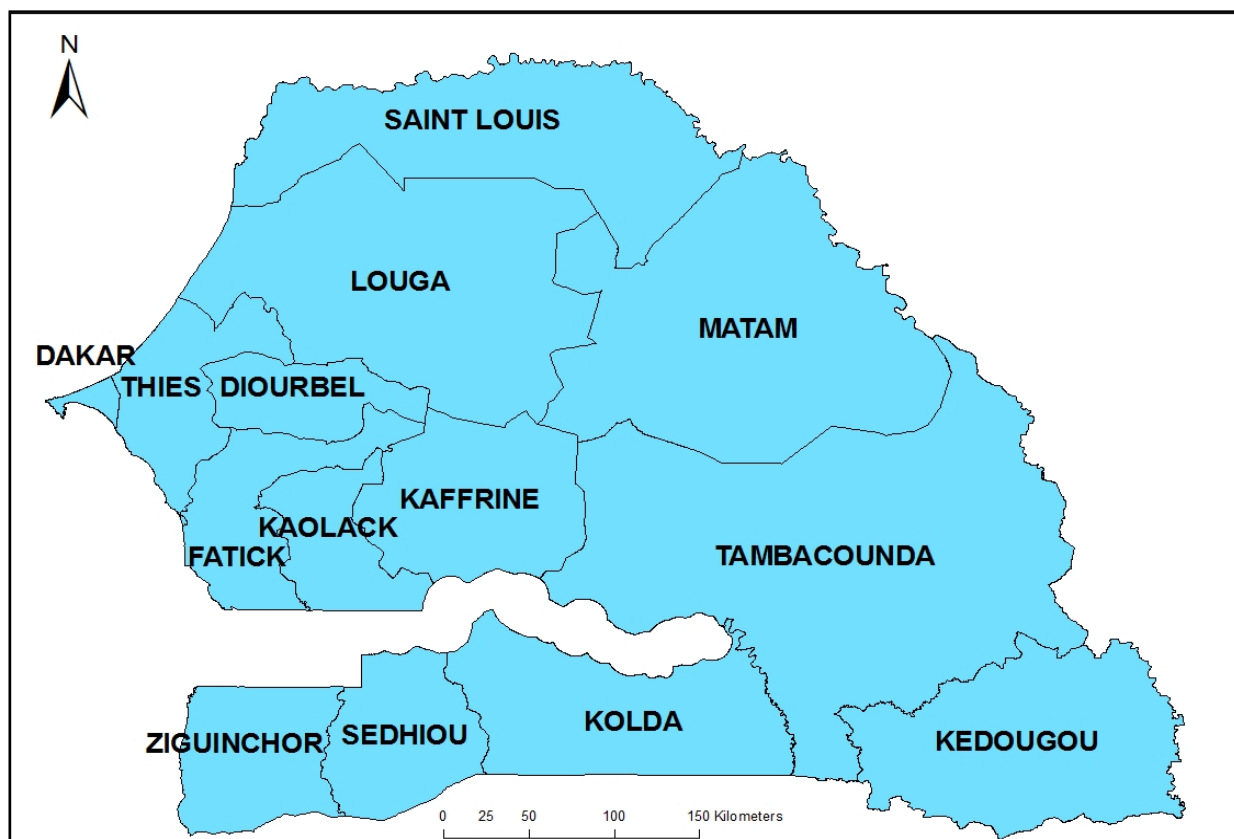 N
SAINT LOUIS
LOUGA
MATAM
DAKAR
THIES
DIOURBEL
KAFFRINE
KAOLACK
FATICK
TAMBACOUNDA
KOLDA
SEDHIOU
ZIGUINCHOR
KEDOUGOU
0 25 50 100 150 Kilometers